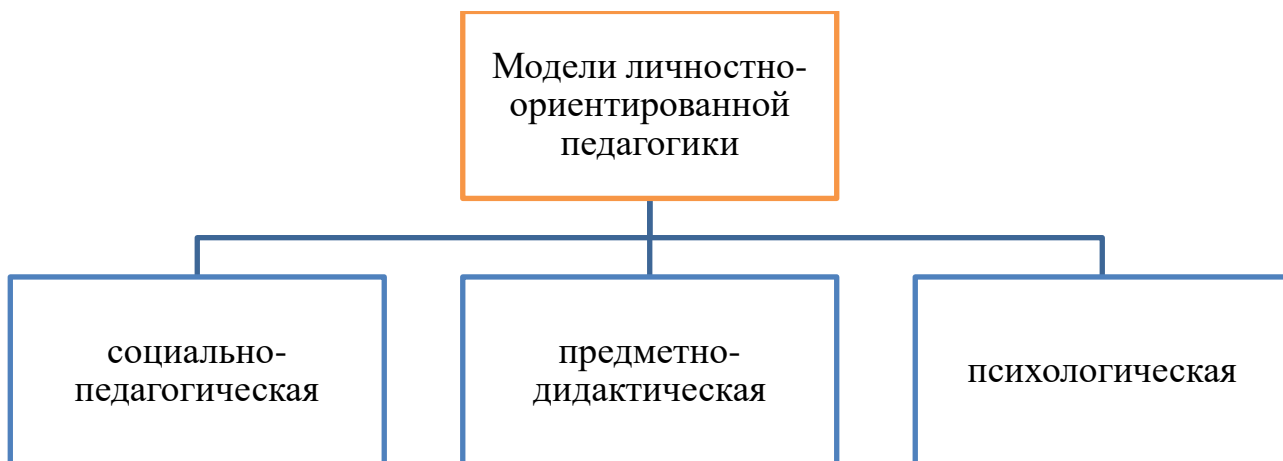 Модели личностно-
ориентированной
педагогики
социально-
педагогическая
предметно-
дидактическая
психологическая